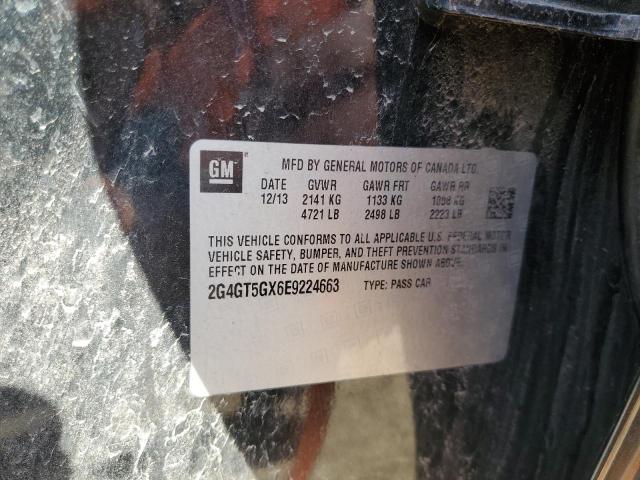 GM
MFD BY GENERAL MOTORS OF CANADA LTD.
DATE GVWR GAWR FRT GAWR RR
12/13 2141 KG 1133 KG 1008 KG
4721 LB 2498 LB 2223 LB
THIS VEHICLE CONFORMS TO ALL APPLICABLE U.S. FEDERAL MOTOR
VEHICLE SAFETY, BUMPER, AND THEFT PREVENTION STANDARDS IN
EFFECT ON THE DATE OF MANUFACTURE SHOWN ABOVE.
2G4GT5GX6E9224663 TYPE: PASS CAR